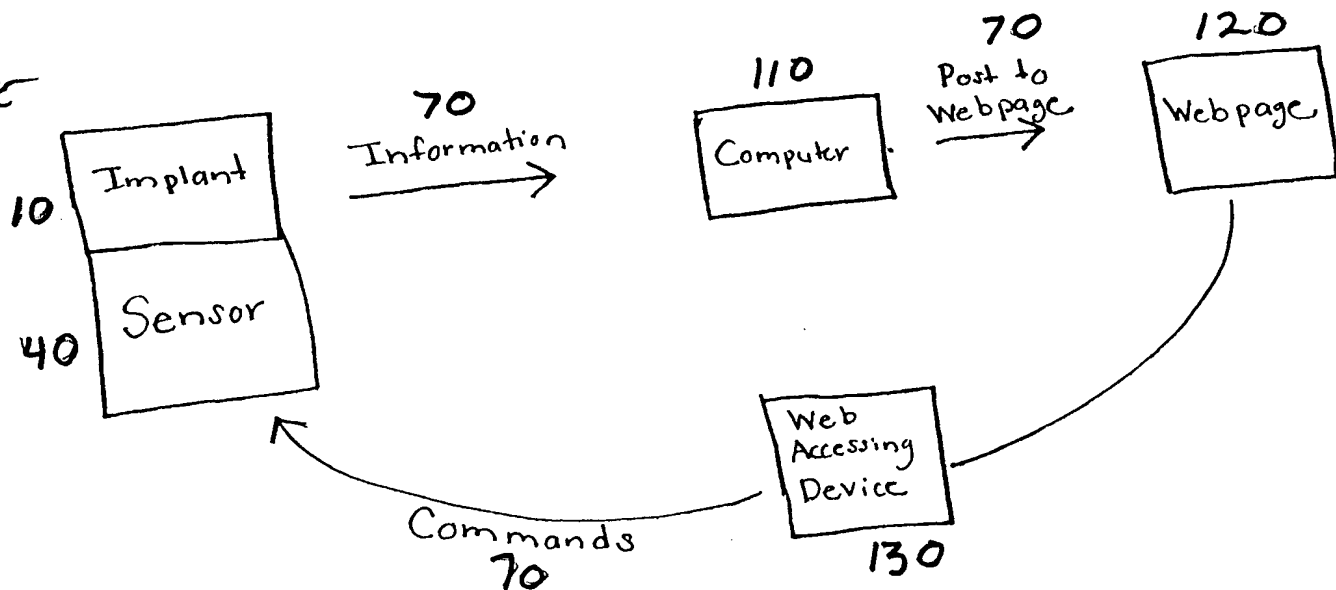 10
Implant
40
Sensor
70
Information
110
Computer
70
Post to
Webpage
120
Webpage
Web
Accessing
Device
130
Commands
70